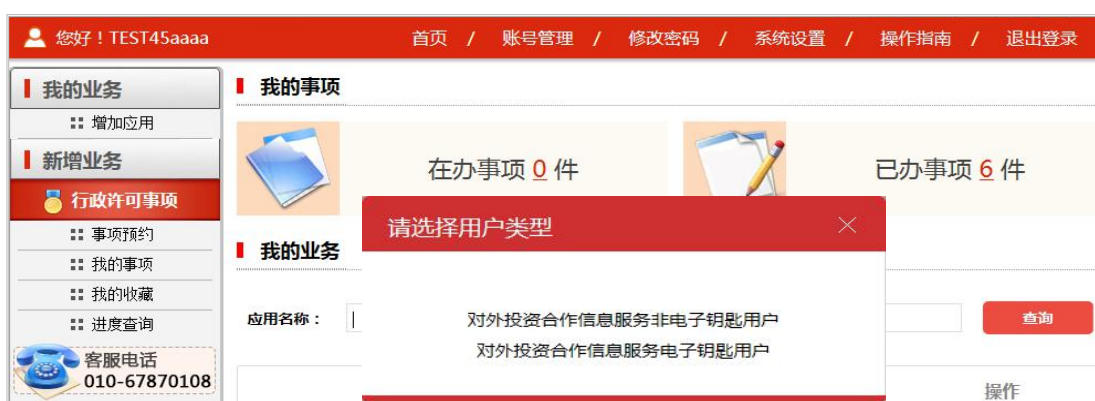 您好！TEST45aaaa
首页 / 账号管理 / 修改密码 / 系统设置 / 操作指南 / 退出登录
我的业务
增加应用
新增业务
行政许可事项
事项预约
我的事项
我的收藏
进度查询
客服电话
010-67870108
我的事项
在办事项 0 件
已办事项 6 件
我的业务
应用名称：
查询
操作
请选择用户类型
对外投资合作信息服务非电子钥匙用户
对外投资合作信息服务电子钥匙用户